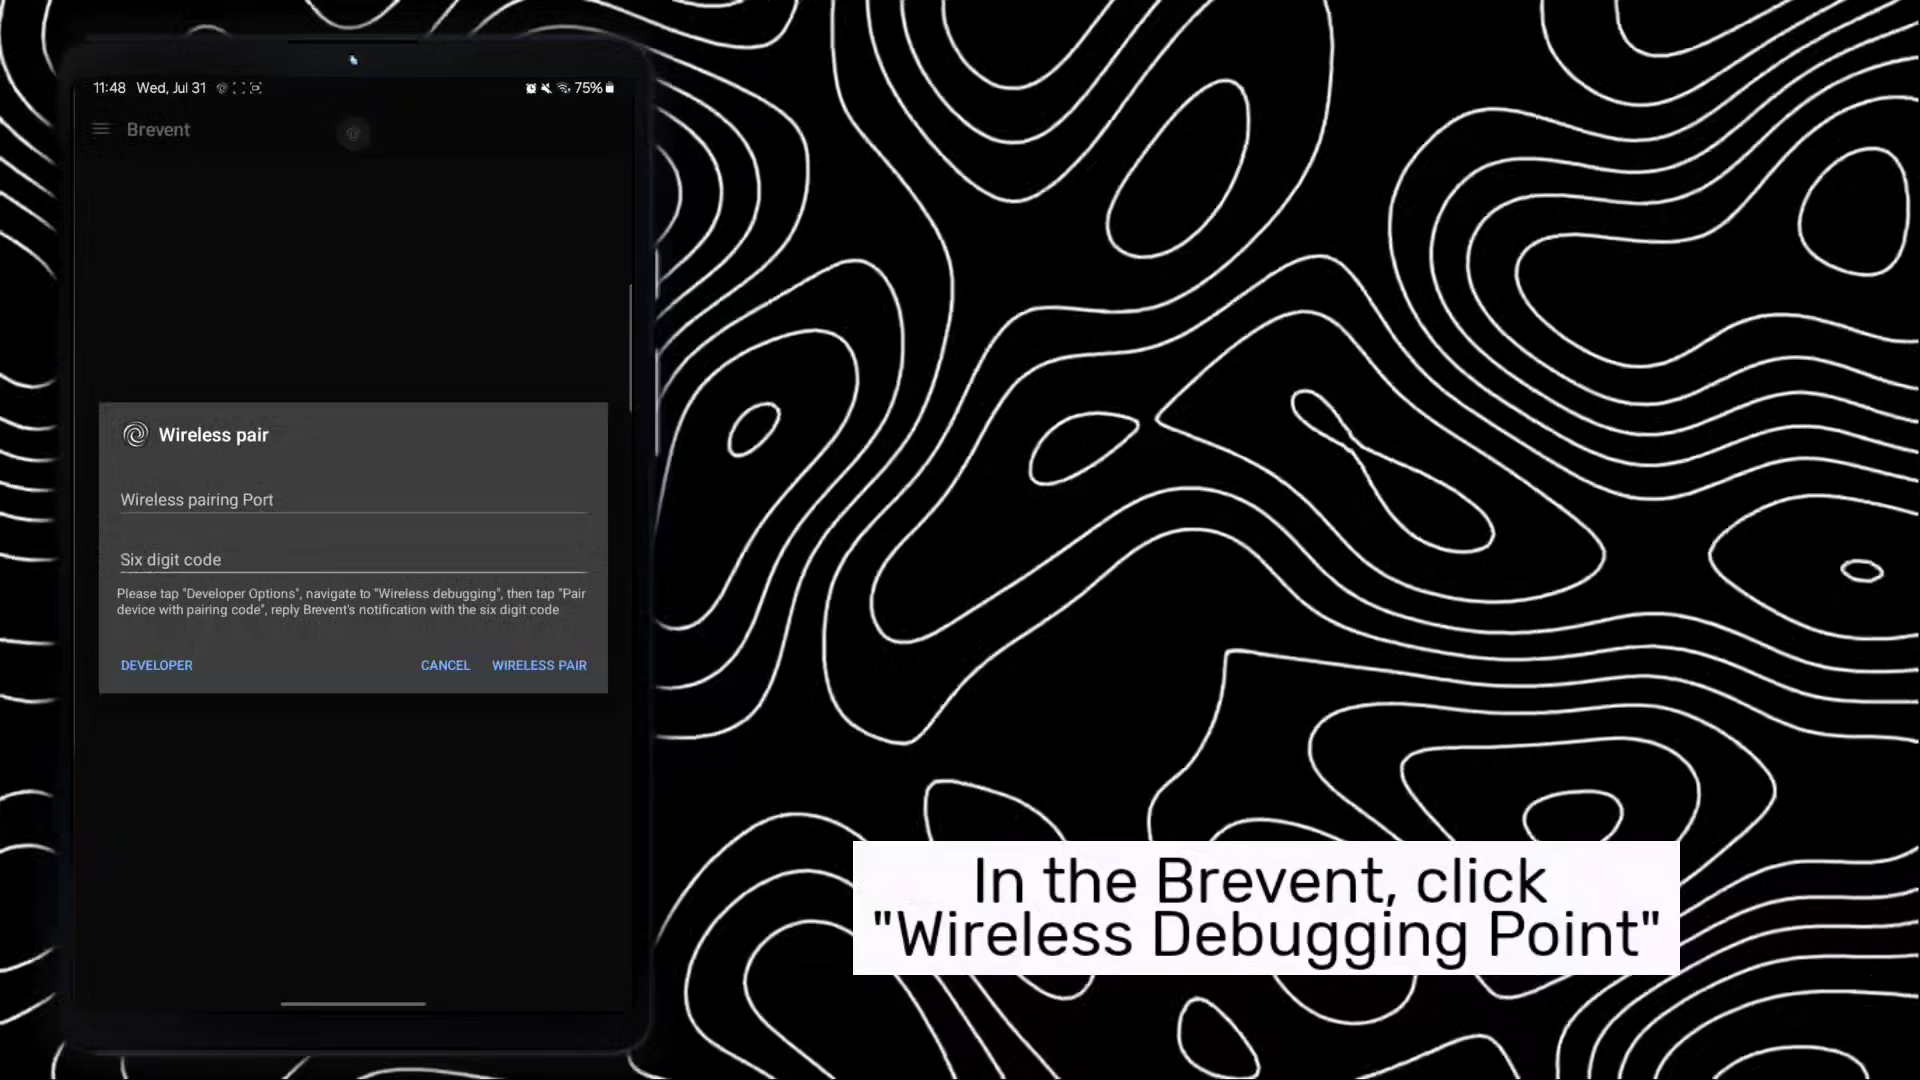 11:48 Wed, Jul 31
75%
Brevent
Wireless pair
Wireless pairing Port
Six digit code
Please tap "Developer Options", navigate to "Wireless debugging", then tap "Pair
device with pairing code", reply Brevent's notification with the six digit code
DEVELOPER
CANCEL
WIRELESS PAIR
In the Brevent, click
"Wireless Debugging Point"